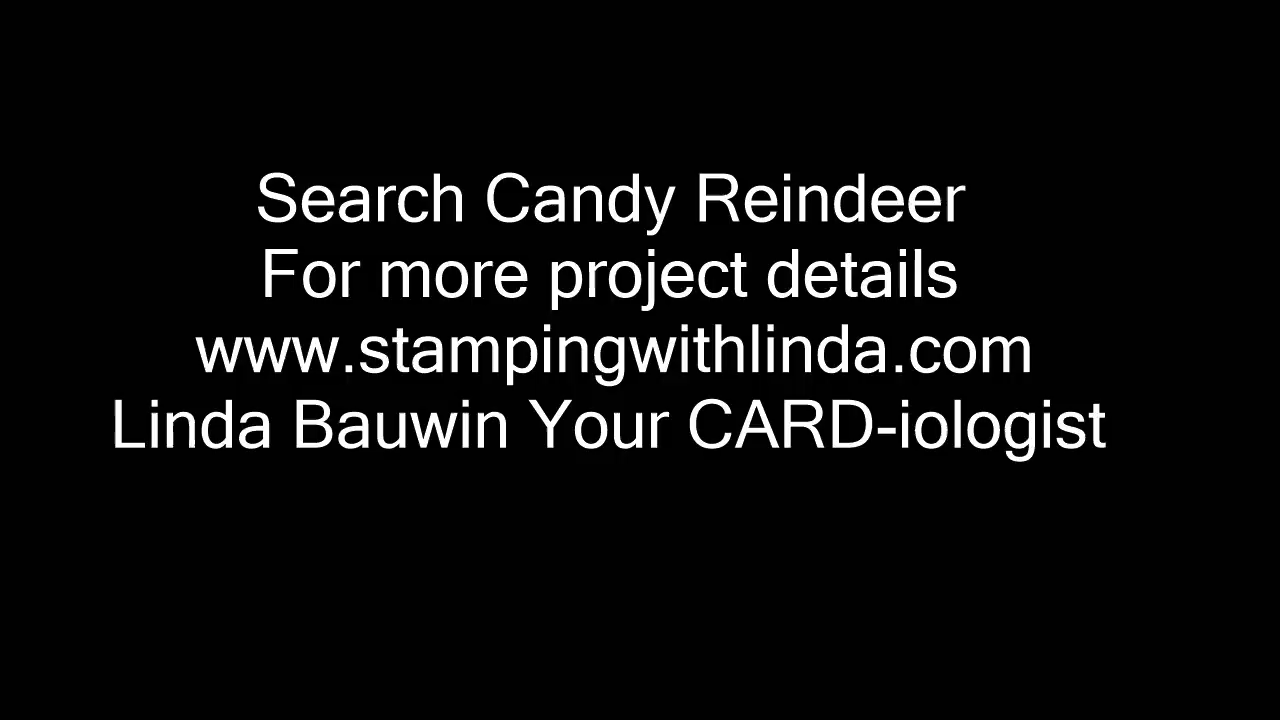 Search Candy Reindeer
For more project details
www.stampingwithlinda.com
Linda Bauwin Your CARD-iologist